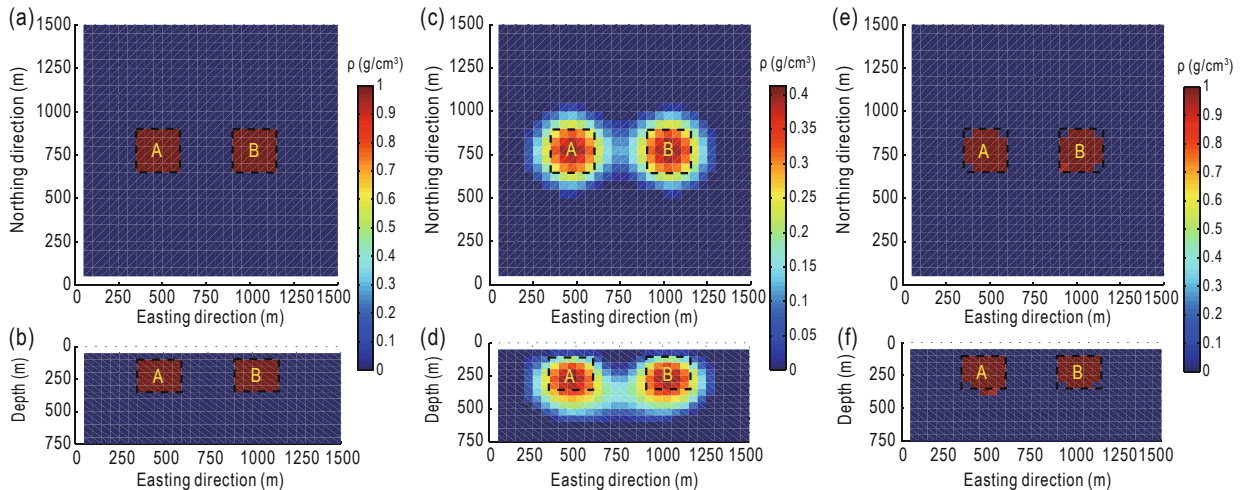 (a)
1500
1250
1000
750
500
250
0
Northing direction (m)
A
B
0 250 500 750 1000 1250 1500
Easting direction (m)
ρ (g/cm³)
1
0.9
0.8
0.7
0.6
0.5
0.4
0.3
0.2
0.1
0
(b)
0
250
500
750
Depth (m)
A
B
0 250 500 750 1000 1250 1500
Easting direction (m)
(c)
1500
1250
1000
750
500
250
0
Northing direction (m)
A
B
0 250 500 750 1000 1250 1500
Easting direction (m)
ρ (g/cm³)
0.4
0.35
0.3
0.25
0.2
0.15
0.1
0.05
0
(d)
0
250
500
750
Depth (m)
A
B
0 250 500 750 1000 1250 1500
Easting direction (m)
(e)
1500
1250
1000
750
500
250
0
Northing direction (m)
A
B
0 250 500 750 1000 1250 1500
Easting direction (m)
ρ (g/cm³)
1
0.9
0.8
0.7
0.6
0.5
0.4
0.3
0.2
0.1
0
(f)
0
250
500
750
Depth (m)
A
B
0 250 500 750 1000 1250 1500
Easting direction (m)